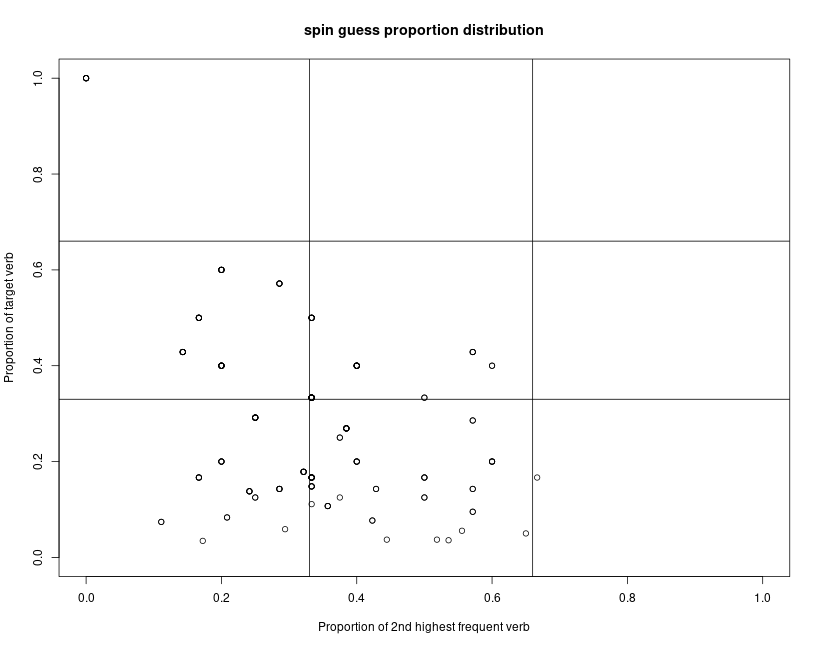 spin guess proportion distribution
Proportion of target verb
1.0
0.8
0.6
0.4
0.2
0.0
0.0 0.2 0.4 0.6 0.8 1.0
Proportion of 2nd highest frequent verb